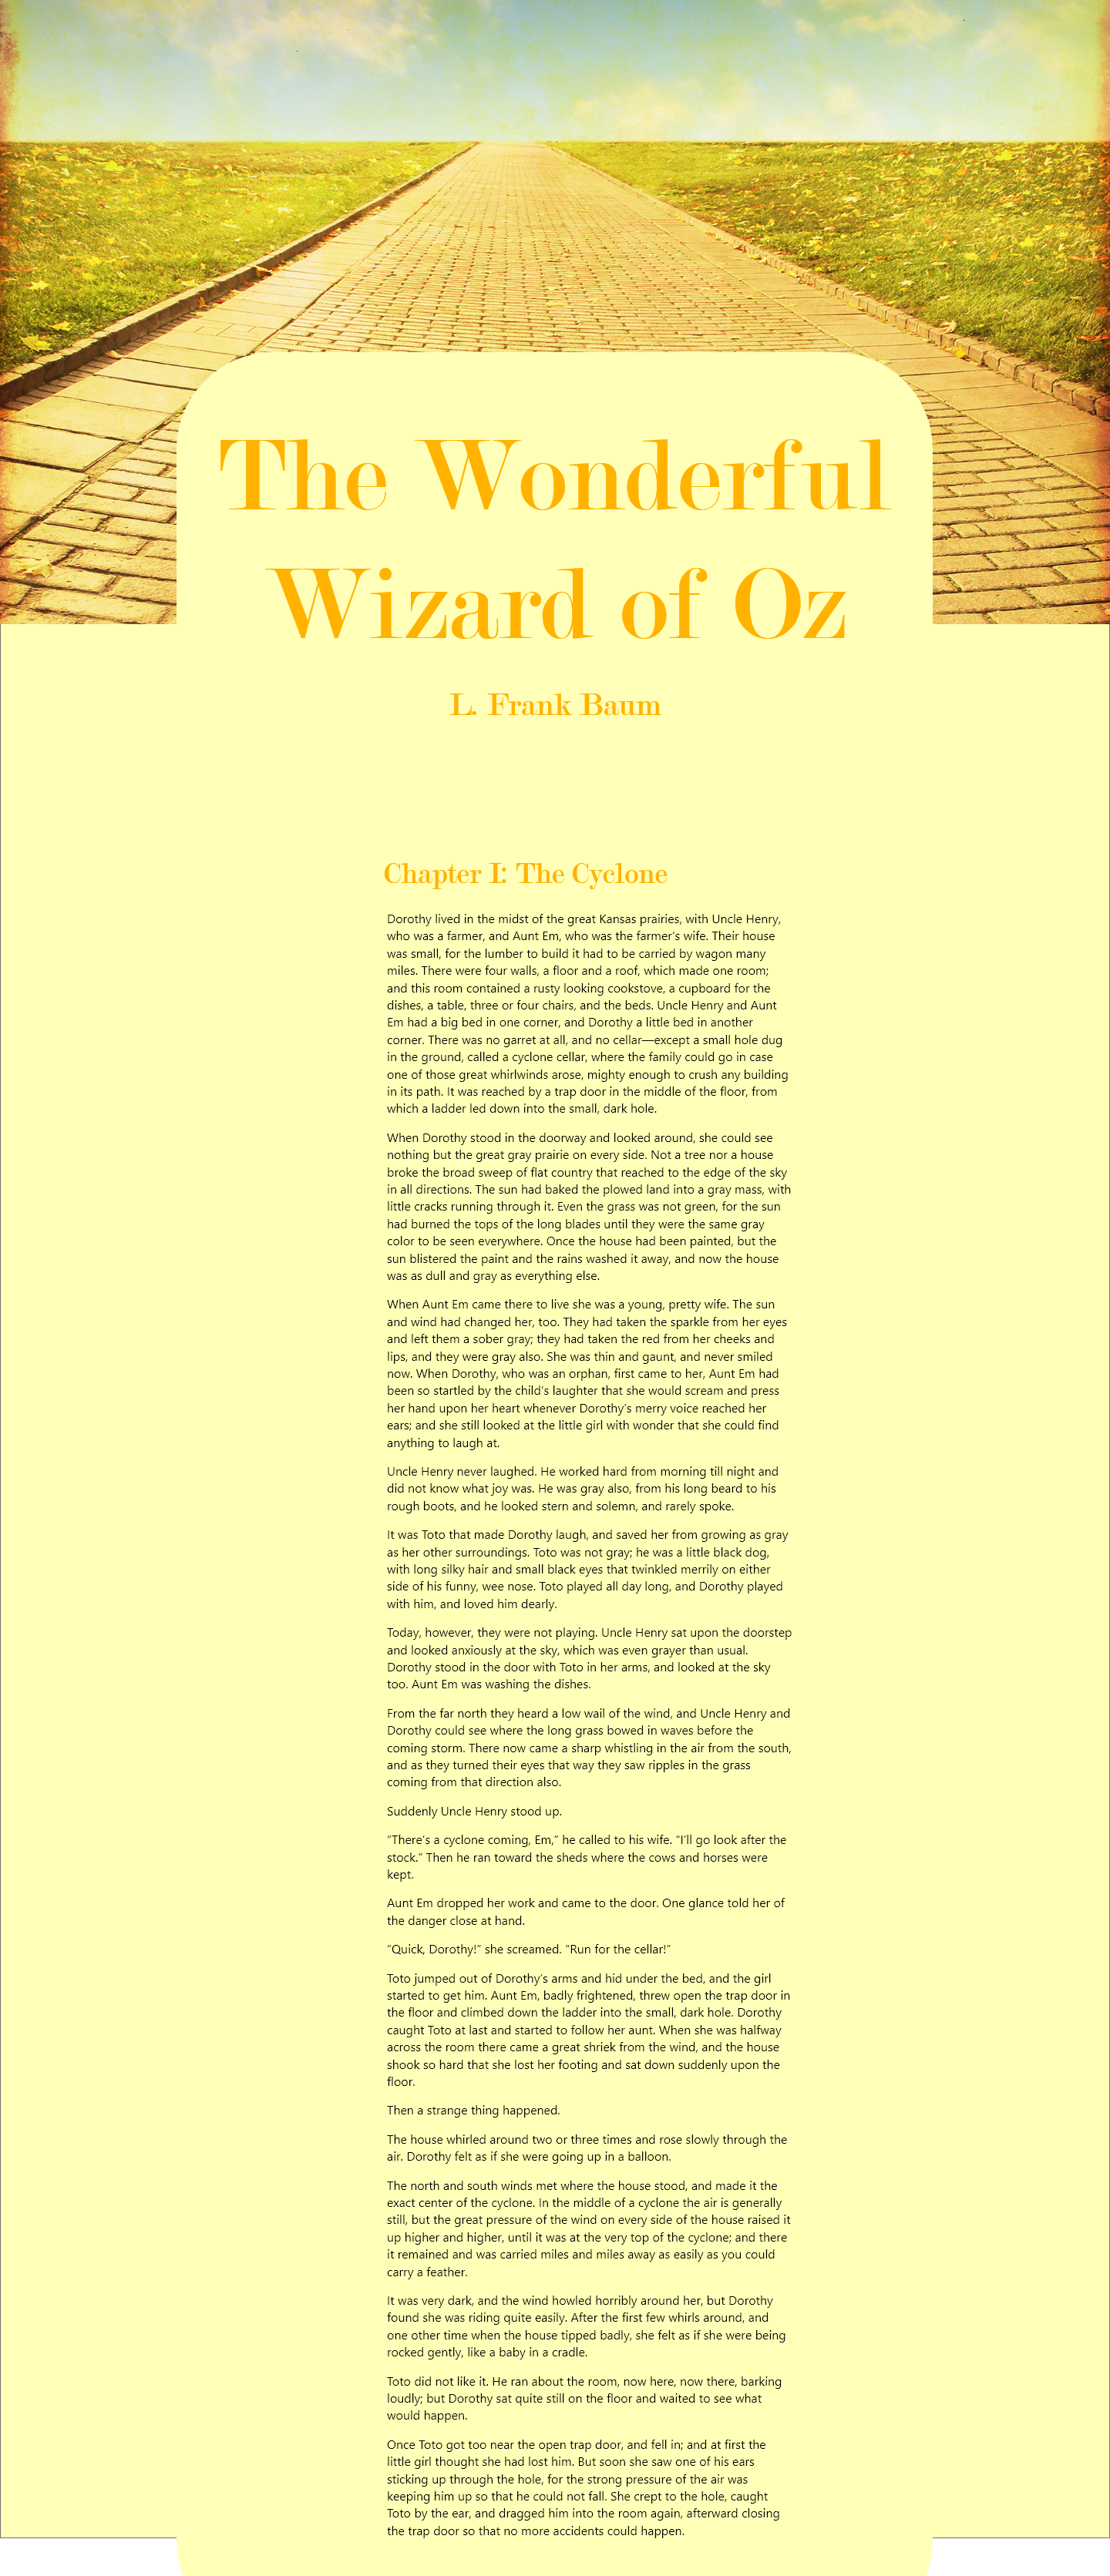 The Wonderful
Wizard of Oz
L. Frank Baum
Chapter I: The Cyclone
Dorothy lived in the midst of the great Kansas prairies, with Uncle Henry,
who was a farmer, and Aunt Em, who was the farmer’s wife. Their house
was small, for the lumber to build it had to be carried by wagon many
miles. There were four walls, a floor and a roof, which made one room;
and this room contained a rusty looking cookstove, a cupboard for the
dishes, a table, three or four chairs, and the beds. Uncle Henry and Aunt
Em had a big bed in one corner, and Dorothy a little bed in another
corner. There was no garret at all, and no cellar—except a small hole dug
in the ground, called a cyclone cellar, where the family could go in case
one of those great whirlwinds arose, mighty enough to crush any building
in its path. It was reached by a trap door in the middle of the floor, from
which a ladder led down into the small, dark hole.
When Dorothy stood in the doorway and looked around, she could see
nothing but the great gray prairie on every side. Not a tree nor a house
broke the broad sweep of flat country that reached to the edge of the sky
in all directions. The sun had baked the plowed land into a gray mass, with
little cracks running through it. Even the grass was not green, for the sun
had burned the tops of the long blades until they were the same gray
color to be seen everywhere. Once the house had been painted, but the
sun blistered the paint and the rains washed it away, and now the house
was as dull and gray as everything else.
When Aunt Em came there to live she was a young, pretty wife. The sun
and wind had changed her, too. They had taken the sparkle from her eyes
and left them a sober gray; they had taken the red from her cheeks and
lips, and they were gray also. She was thin and gaunt, and never smiled
now. When Dorothy, who was an orphan, first came to her, Aunt Em had
been so startled by the child’s laughter that she would scream and press
her hand upon her heart whenever Dorothy’s merry voice reached her
ears; and she still looked at the little girl with wonder that she could find
anything to laugh at.
Uncle Henry never laughed. He worked hard from morning till night and
did not know what joy was. He was gray also, from his long beard to his
rough boots, and he looked stern and solemn, and rarely spoke.
It was Toto that made Dorothy laugh, and saved her from growing as gray
as her other surroundings. Toto was not gray; he was a little black dog,
with long silky hair and small black eyes that twinkled merrily on either
side of his funny, wee nose. Toto played all day long, and Dorothy played
with him, and loved him dearly.
Today, however, they were not playing. Uncle Henry sat upon the doorstep
and looked anxiously at the sky, which was even grayer than usual.
Dorothy stood in the door with Toto in her arms, and looked at the sky
too. Aunt Em was washing the dishes.
From the far north they heard a low wail of the wind, and Uncle Henry and
Dorothy could see where the long grass bowed in waves before the
coming storm. There now came a sharp whistling in the air from the south,
and as they turned their eyes that way they saw ripples in the grass
coming from that direction also.
Suddenly Uncle Henry stood up.
“There’s a cyclone coming, Em,” he called to his wife. “I’ll go look after the
stock.” Then he ran toward the sheds where the cows and horses were
kept.
Aunt Em dropped her work and came to the door. One glance told her of
the danger close at hand.
“Quick, Dorothy!” she screamed. “Run for the cellar!”
Toto jumped out of Dorothy’s arms and hid under the bed, and the girl
started to get him. Aunt Em, badly frightened, threw open the trap door in
the floor and climbed down the ladder into the small, dark hole. Dorothy
caught Toto at last and started to follow her aunt. When she was halfway
across the room there came a great shriek from the wind, and the house
shook so hard that she lost her footing and sat down suddenly upon the
floor.
Then a strange thing happened.
The house whirled around two or three times and rose slowly through the
air. Dorothy felt as if she were going up in a balloon.
The north and south winds met where the house stood, and made it the
exact center of the cyclone. In the middle of a cyclone the air is generally
still, but the great pressure of the wind on every side of the house raised it
up higher and higher, until it was at the very top of the cyclone; and there
it remained and was carried miles and miles away as easily as you could
carry a feather.
It was very dark, and the wind howled horribly around her, but Dorothy
found she was riding quite easily. After the first few whirls around, and
one other time when the house tipped badly, she felt as if she were being
rocked gently, like a baby in a cradle.
Toto did not like it. He ran about the room, now here, now there, barking
loudly; but Dorothy sat quite still on the floor and waited to see what
would happen.
Once Toto got too near the open trap door, and fell in; and at first the
little girl thought she had lost him. But soon she saw one of his ears
sticking up through the hole, for the strong pressure of the air was
keeping him up so that he could not fall. She crept to the hole, caught
Toto by the ear, and dragged him into the room again, afterward closing
the trap door so that no more accidents could happen.